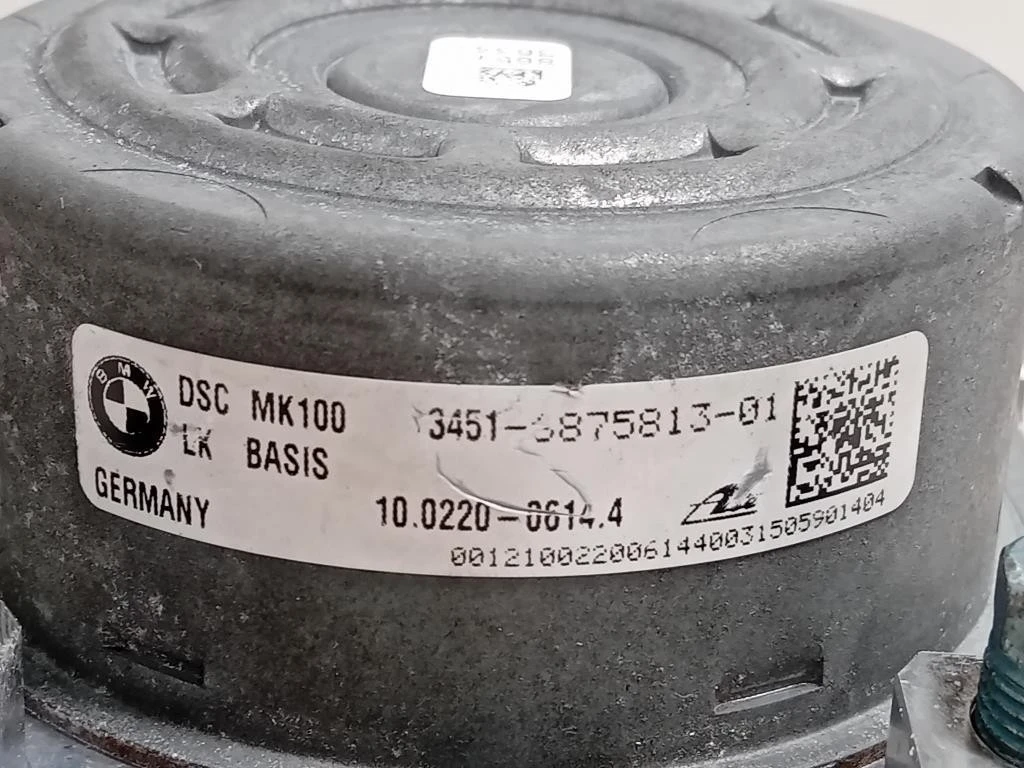 BMW
DSC MK100 3451-6875813-01
LK BASIS
GERMANY 10.0220-0614.4
0012100220061440031505901404